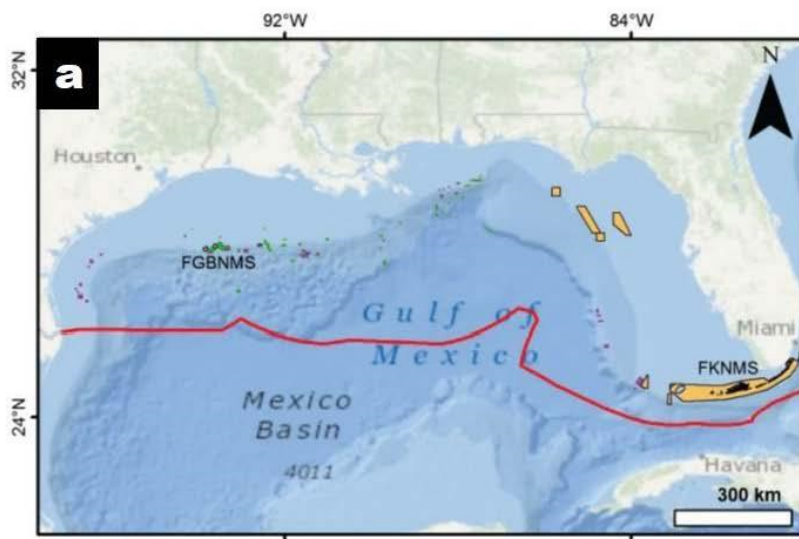 92°W
84°W
a
N
32°N
Houston
FGBNMS
Gulf of
Mexico
Miami
FKNMS
24°N
Mexico
Basin
4011
Havana
300 km